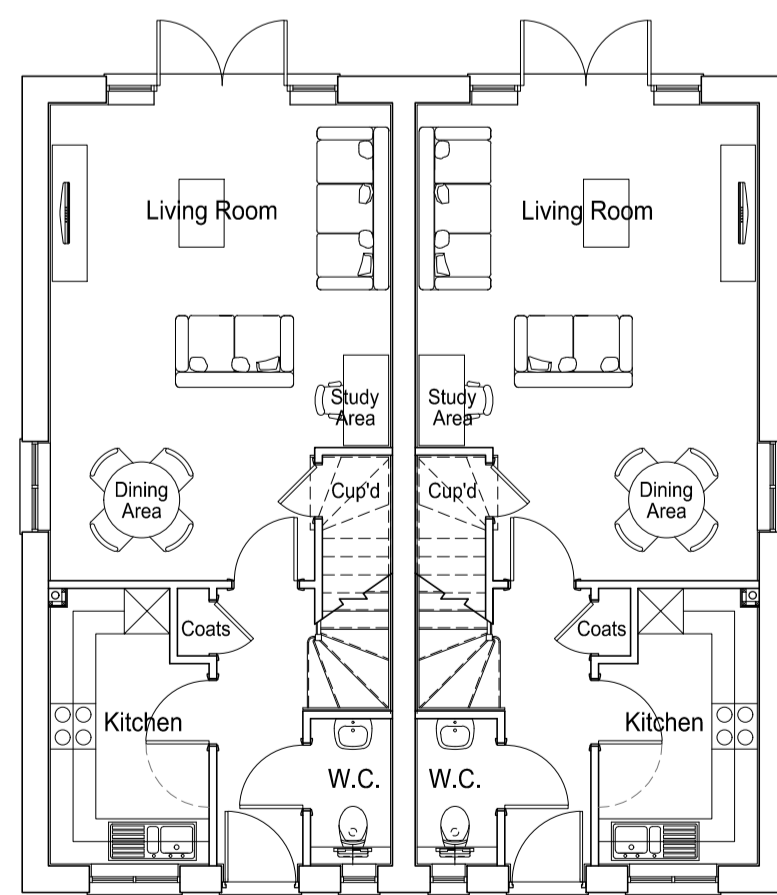 Living Room
Living Room
Study
Area
Study
Area
Dining
Area
Cup'd
Cup'd
Dining
Area
Coats
Coats
Kitchen
Kitchen
W.C.
W.C.